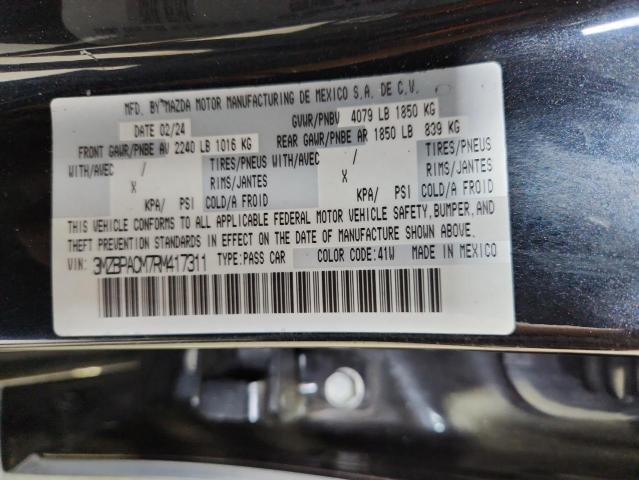 MFD. BY MAZDA MOTOR MANUFACTURING DE MEXICO S.A. DE C.V.
DATE 02/24 GVWR/PNBV 4079 LB 1850 KG
FRONT GAWR/PNBE AV 2240 LB 1016 KG REAR GAWR/PNBE AR 1850 LB 839 KG
WITH/AVEC / TIRES/PNEUS WITH/AVEC / TIRES/PNEUS
X RIMS/JANTES X RIMS/JANTES
KPA/ PSI COLD/A FROID KPA/ PSI COLD/A FROID
THIS VEHICLE CONFORMS TO ALL APPLICABLE FEDERAL MOTOR VEHICLE SAFETY, BUMPER, AND
THEFT PREVENTION STANDARDS IN EFFECT ON THE DATE OF MANUFACTURE SHOWN ABOVE.
VIN: 3MZBPACM7RM417311 TYPE:PASS CAR COLOR CODE:41W MADE IN MEXICO